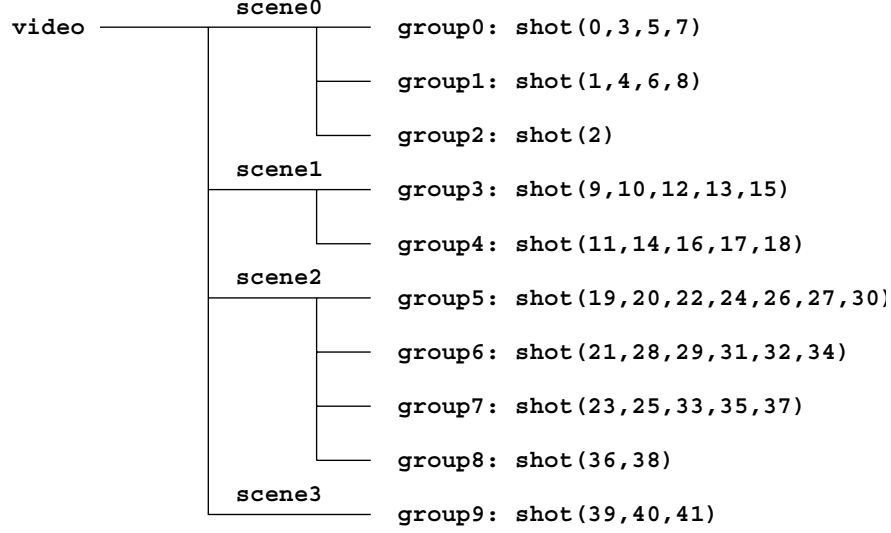 scene0
video group0: shot(0,3,5,7)
group1: shot(1,4,6,8)
group2: shot(2)
scene1
group3: shot(9,10,12,13,15)
group4: shot(11,14,16,17,18)
scene2
group5: shot(19,20,22,24,26,27,30)
group6: shot(21,28,29,31,32,34)
group7: shot(23,25,33,35,37)
group8: shot(36,38)
scene3
group9: shot(39,40,41)